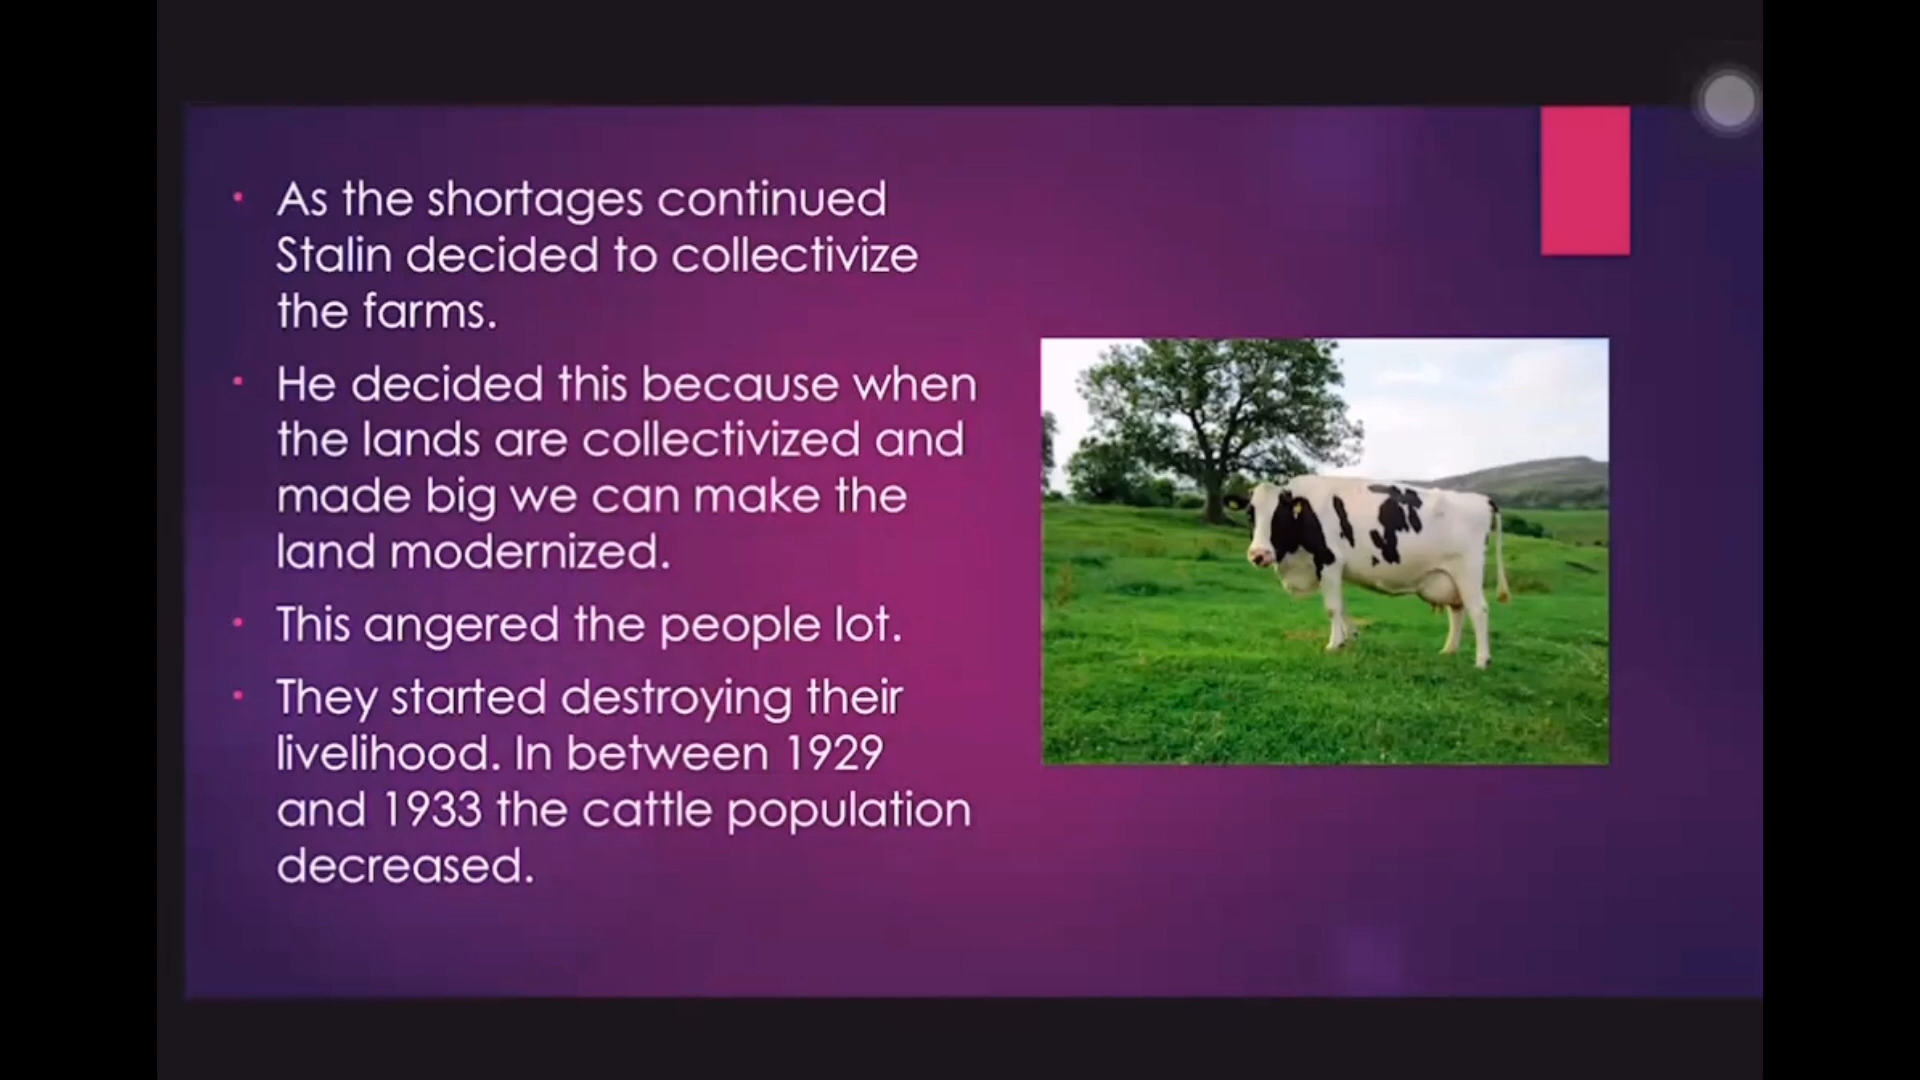 As the shortages continued
Stalin decided to collectivize
the farms.
He decided this because when
the lands are collectivized and
made big we can make the
land modernized.
This angered the people lot.
They started destroying their
livelihood. In between 1929
and 1933 the cattle population
decreased.